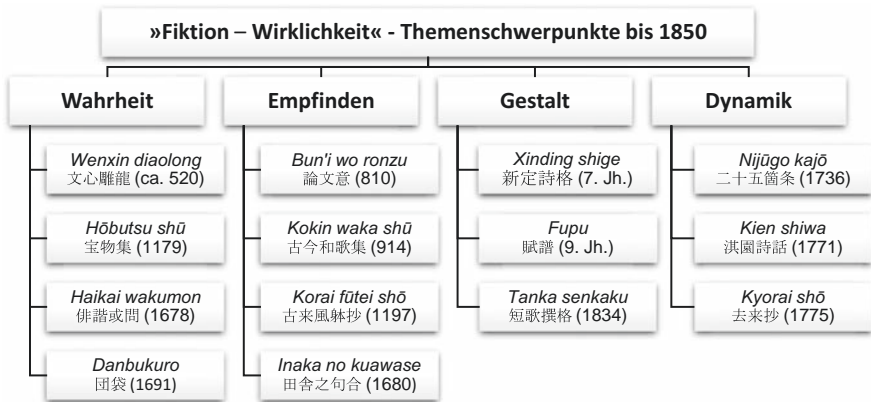 »Fiktion – Wirklichkeit« - Themenschwerpunkte bis 1850
Wahrheit
Wenxin diaolong
文心雕龍 (ca. 520)
Hōbutsu shū
宝物集 (1179)
Haikai wakumon
俳諧或問 (1678)
Danbukuro
団袋 (1691)
Empfinden
Bun'i wo ronzu
論文意 (810)
Kokin waka shū
古今和歌集 (914)
Korai fūtei shō
古来風躰抄 (1197)
Inaka no kuawase
田舎之句合 (1680)
Gestalt
Xinding shige
新定詩格 (7. Jh.)
Fupu
賦譜 (9. Jh.)
Tanka senkaku
短歌撰格 (1834)
Dynamik
Nijūgo kajō
二十五箇条 (1736)
Kien shiwa
淇園詩話 (1771)
Kyorai shō
去来抄 (1775)